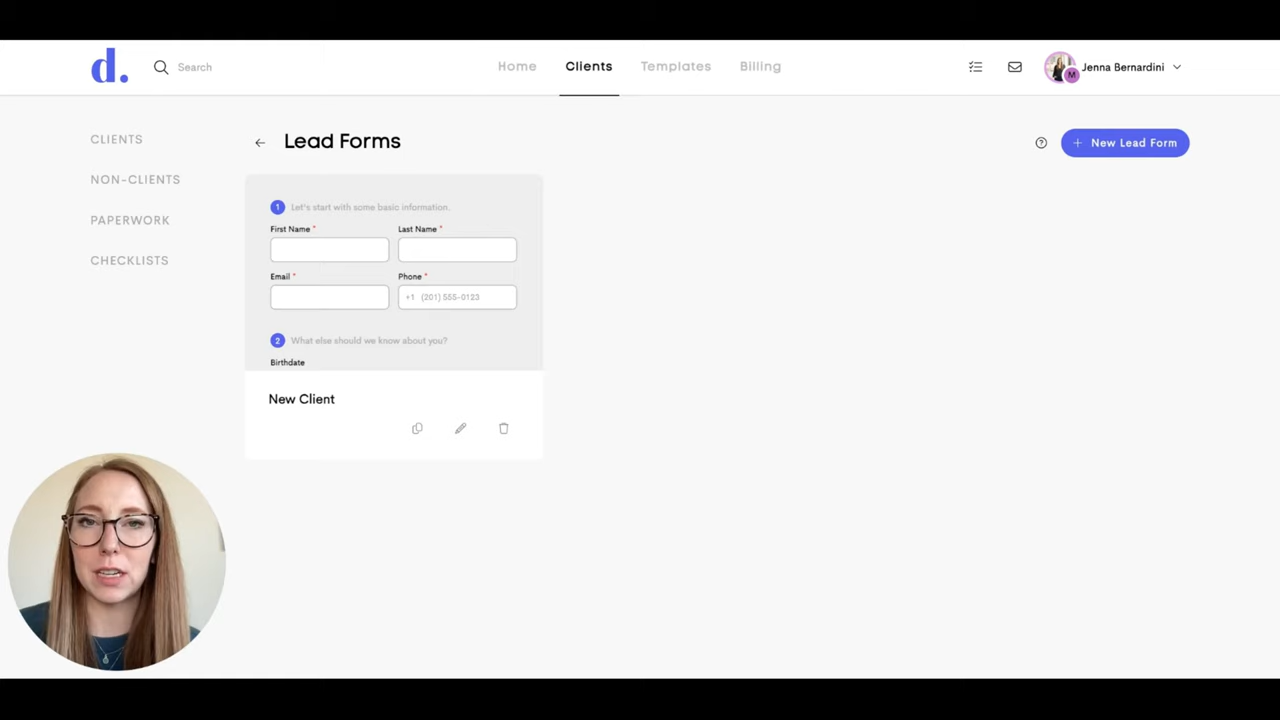 d.
Search
Home
Clients
Templates
Billing
M
Jenna Bernardini
CLIENTS
NON-CLIENTS
PAPERWORK
CHECKLISTS
Lead Forms
+ New Lead Form
1 Let's start with some basic information.
First Name *
Last Name *
Email *
Phone *
+1 (201) 555-0123
2 What else should we know about you?
Birthdate
New Client